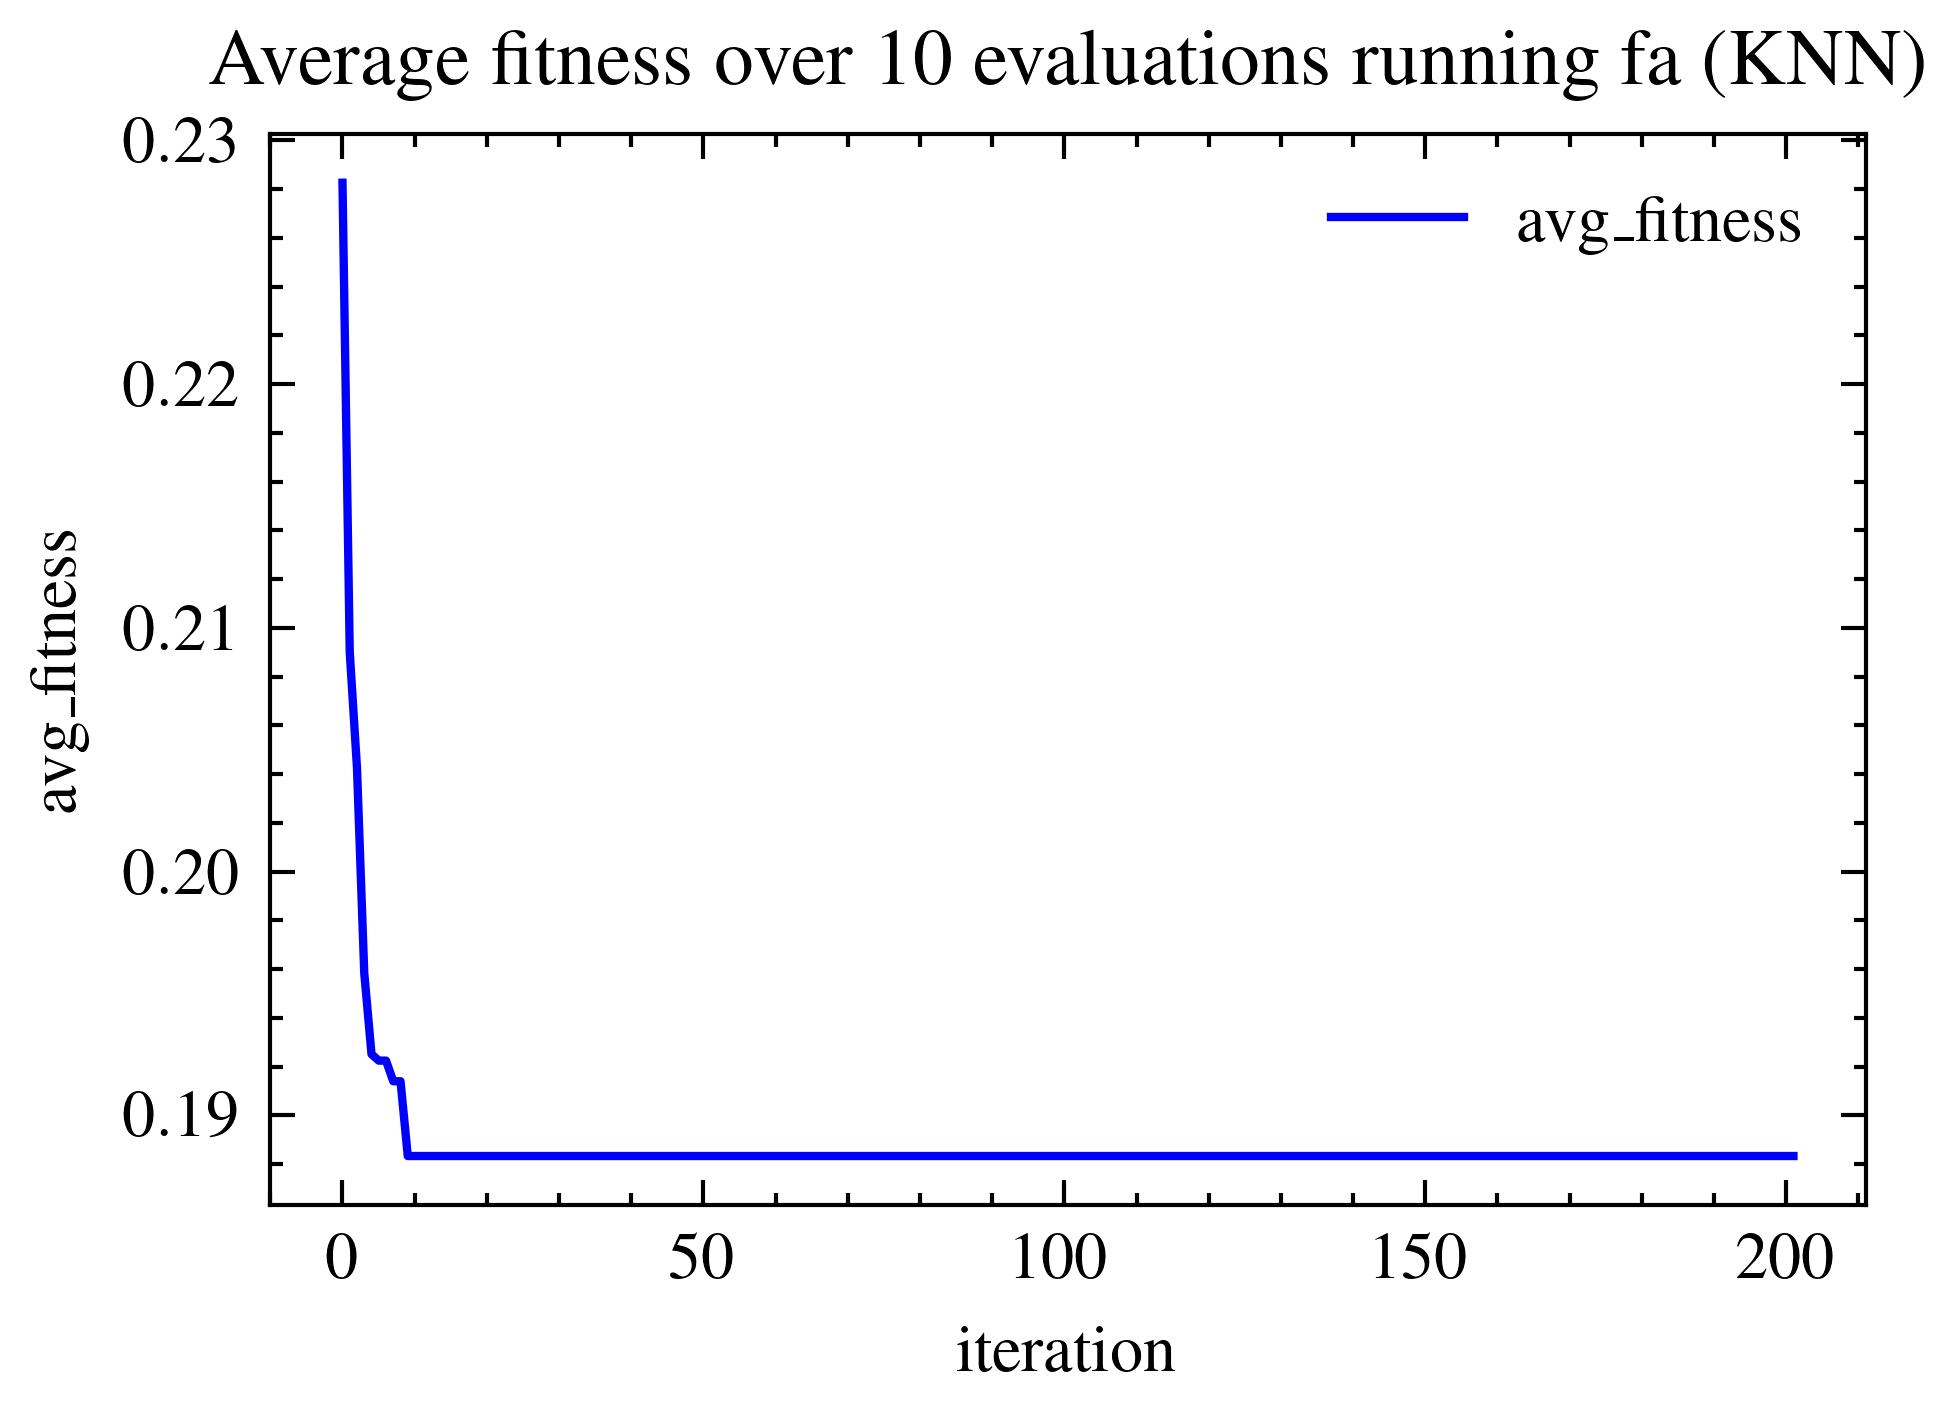 Average fitness over 10 evaluations running fa (KNN)
avg_fitness
0.23
0.22
0.21
0.20
0.19
avg_fitness
0 50 100 150 200
iteration